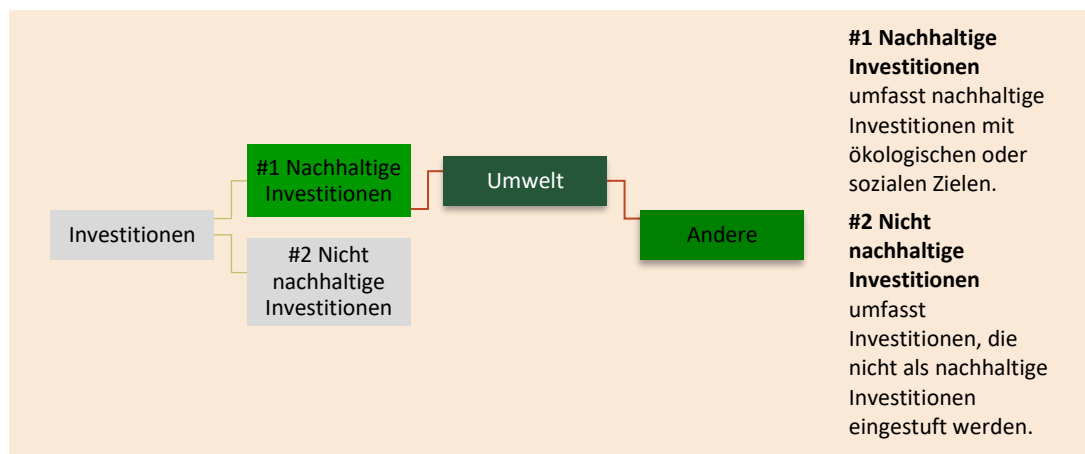 Investitionen
#1 Nachhaltige
Investitionen
#2 Nicht
nachhaltige
Investitionen
Umwelt
Andere
#1 Nachhaltige
Investitionen
umfasst nachhaltige
Investitionen mit
ökologischen oder
sozialen Zielen.
#2 Nicht
nachhaltige
Investitionen
umfasst
Investitionen, die
nicht als nachhaltige
Investitionen
eingestuft werden.